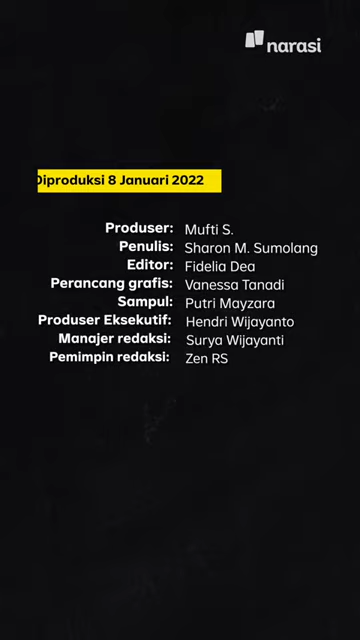 narasi
Diproduksi 8 Januari 2022
Produser: Mufti S.
Penulis: Sharon M. Sumolang
Editor: Fidelia Dea
Perancang grafis: Vanessa Tanadi
Sampul: Putri Mayzara
Produser Eksekutif: Hendri Wijayanto
Manajer redaksi: Surya Wijayanti
Pemimpin redaksi: Zen RS